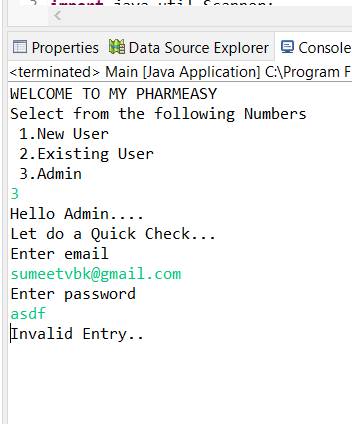 import java.util.Scanner;
Properties Data Source Explorer Console
<terminated> Main [Java Application] C:\Program F
WELCOME TO MY PHARMEASY
Select from the following Numbers
1.New User
2.Existing User
3.Admin
3
Hello Admin....
Let do a Quick Check...
Enter email
sumeetvbk@gmail.com
Enter password
asdf
Invalid Entry..